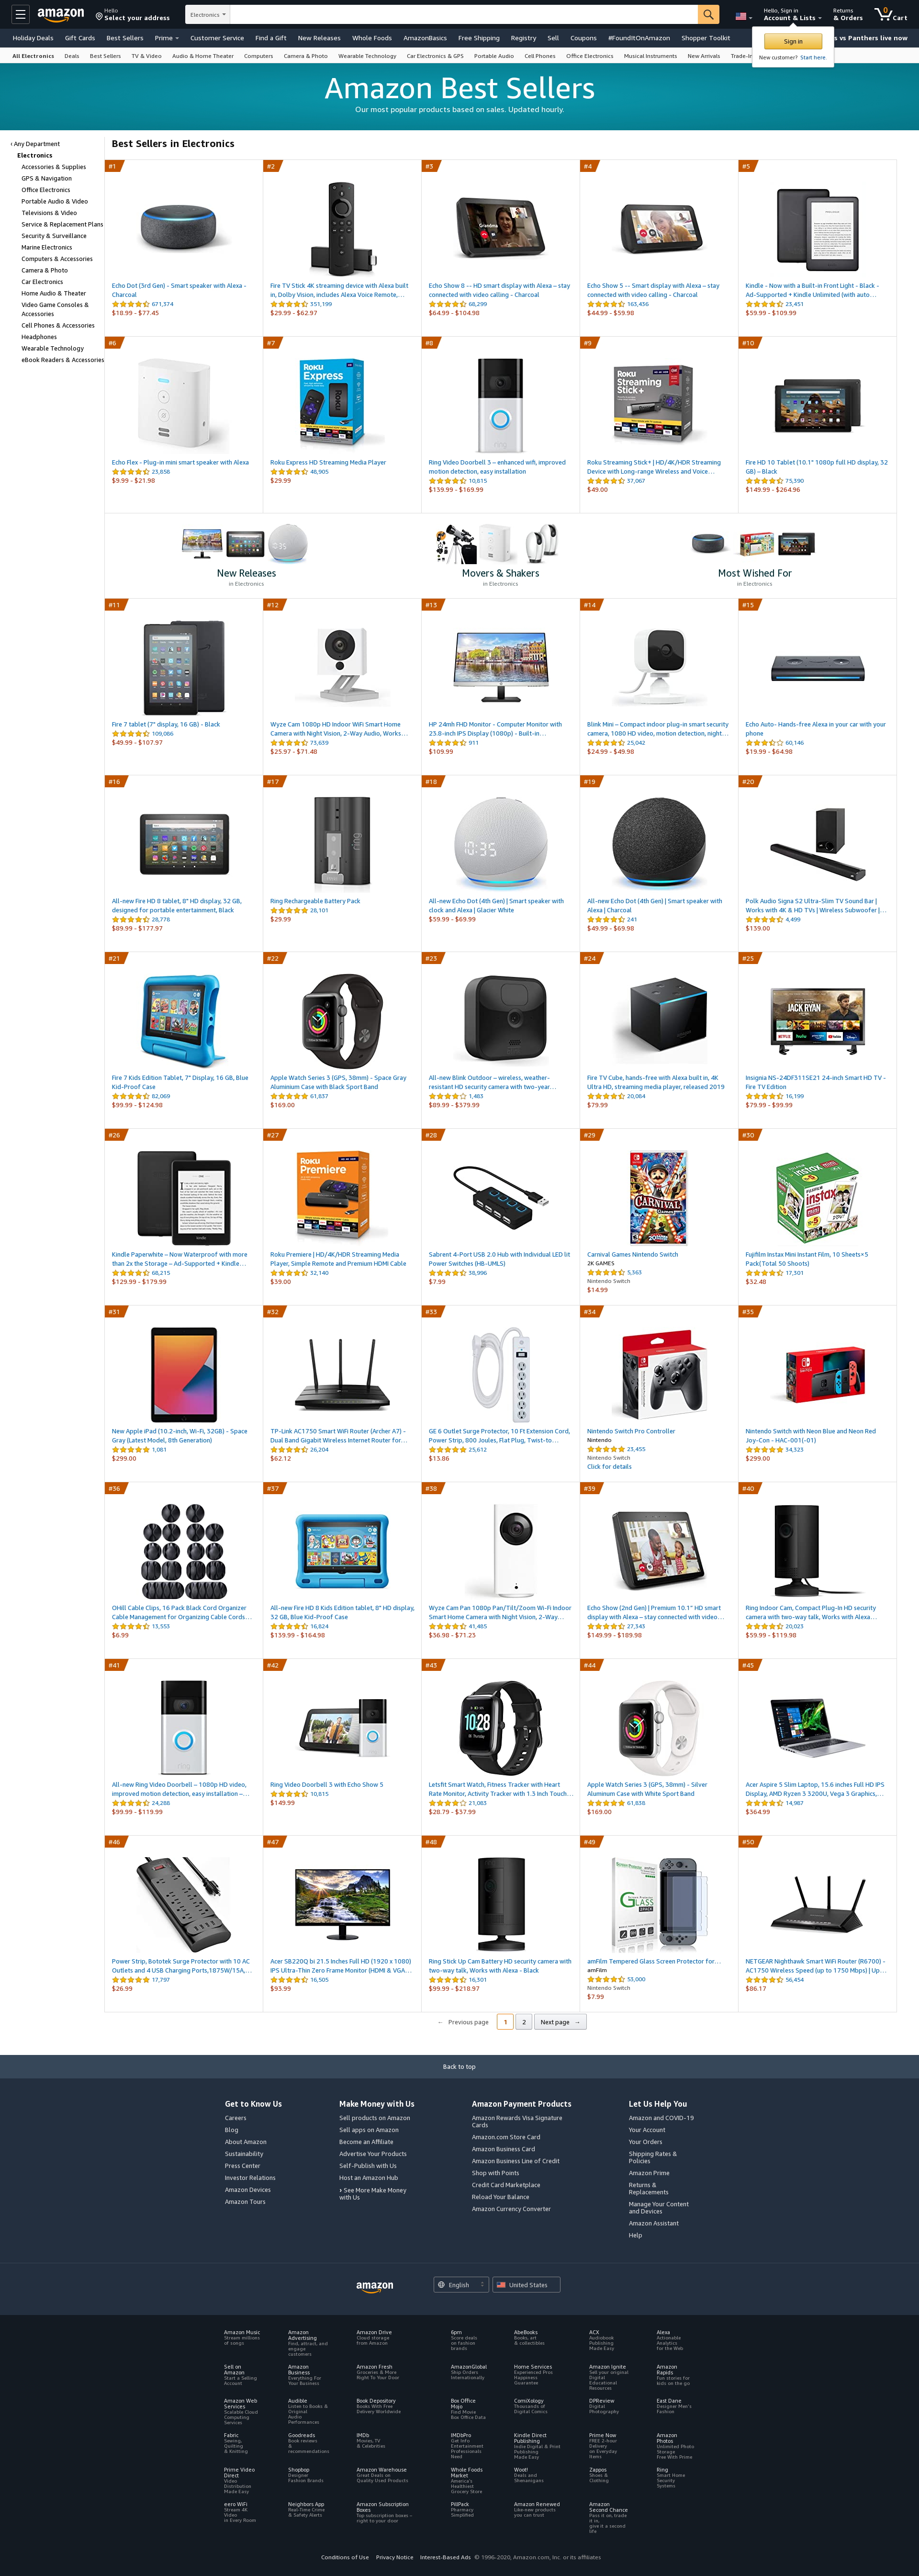 amazon
Hello
Select your address
Electronics
Hello, Sign in
Account & Lists
Returns
& Orders
0
Cart
Holiday Deals Gift Cards Best Sellers Prime Customer Service Find a Gift New Releases Whole Foods AmazonBasics Free Shipping Registry Sell Coupons #FoundItOnAmazon Shopper Toolkit
s vs Panthers live now
Sign in
New customer? Start here.
All Electronics Deals Best Sellers TV & Video Audio & Home Theater Computers Camera & Photo Wearable Technology Car Electronics & GPS Portable Audio Cell Phones Office Electronics Musical Instruments New Arrivals Trade-In
Amazon Best Sellers
Our most popular products based on sales. Updated hourly.
‹ Any Department
Electronics
Accessories & Supplies
GPS & Navigation
Office Electronics
Portable Audio & Video
Televisions & Video
Service & Replacement Plans
Security & Surveillance
Marine Electronics
Computers & Accessories
Camera & Photo
Car Electronics
Home Audio & Theater
Video Game Consoles &
Accessories
Cell Phones & Accessories
Headphones
Wearable Technology
eBook Readers & Accessories
Best Sellers in Electronics
#1
Echo Dot (3rd Gen) - Smart speaker with Alexa -
Charcoal
671,374
$18.99 - $77.45
#2
Fire TV Stick 4K streaming device with Alexa built
in, Dolby Vision, includes Alexa Voice Remote,…
351,199
$29.99 - $62.97
#3
Echo Show 8 -- HD smart display with Alexa – stay
connected with video calling - Charcoal
68,299
$64.99 - $104.98
#4
Echo Show 5 -- Smart display with Alexa – stay
connected with video calling - Charcoal
163,456
$44.99 - $59.98
#5
Kindle - Now with a Built-in Front Light - Black -
Ad-Supported + Kindle Unlimited (with auto…
23,451
$59.99 - $109.99
#6
Echo Flex - Plug-in mini smart speaker with Alexa
23,858
$9.99 - $21.98
#7
Roku
Express
Roku Express HD Streaming Media Player
48,905
$29.99
#8
ring
Ring Video Doorbell 3 – enhanced wifi, improved
motion detection, easy installation
10,815
$139.99 - $169.99
#9
Roku
Streaming
Stick+
Roku Streaming Stick+ | HD/4K/HDR Streaming
Device with Long-range Wireless and Voice…
37,067
$49.00
#10
Fire HD 10 Tablet (10.1" 1080p full HD display, 32
GB) – Black
75,390
$149.99 - $264.96
New Releases
in Electronics
Movers & Shakers
in Electronics
Most Wished For
in Electronics
#11
Fire 7 tablet (7" display, 16 GB) - Black
109,086
$49.99 - $107.97
#12
Wyze Cam 1080p HD Indoor WiFi Smart Home
Camera with Night Vision, 2-Way Audio, Works…
73,639
$25.97 - $71.48
#13
HP 24mh FHD Monitor - Computer Monitor with
23.8-inch IPS Display (1080p) - Built-in…
911
$109.99
#14
Blink Mini – Compact indoor plug-in smart security
camera, 1080 HD video, motion detection, night…
25,042
$24.99 - $49.98
#15
Echo Auto- Hands-free Alexa in your car with your
phone
60,146
$19.99 - $64.98
#16
All-new Fire HD 8 tablet, 8" HD display, 32 GB,
designed for portable entertainment, Black
28,778
$89.99 - $177.97
#17
ring
Ring Rechargeable Battery Pack
28,101
$29.99
#18
10:35
All-new Echo Dot (4th Gen) | Smart speaker with
clock and Alexa | Glacier White
$59.99 - $69.99
#19
All-new Echo Dot (4th Gen) | Smart speaker with
Alexa | Charcoal
241
$49.99 - $69.98
#20
Polk Audio Signa S2 Ultra-Slim TV Sound Bar |
Works with 4K & HD TVs | Wireless Subwoofer |…
4,499
$139.00
#21
Fire 7 Kids Edition Tablet, 7" Display, 16 GB, Blue
Kid-Proof Case
82,069
$99.99 - $124.98
#22
Apple Watch Series 3 (GPS, 38mm) - Space Gray
Aluminium Case with Black Sport Band
61,837
$169.00
#23
All-new Blink Outdoor – wireless, weather-
resistant HD security camera with two-year…
1,483
$89.99 - $379.99
#24
Fire TV Cube, hands-free with Alexa built in, 4K
Ultra HD, streaming media player, released 2019
20,084
$79.99
#25
JACK
RYAN
Insignia NS-24DF311SE21 24-inch Smart HD TV -
Fire TV Edition
16,199
$79.99 - $99.99
#26
Kindle Paperwhite – Now Waterproof with more
than 2x the Storage – Ad-Supported + Kindle…
68,215
$129.99 - $179.99
#27
Roku
Premiere
Roku Premiere | HD/4K/HDR Streaming Media
Player, Simple Remote and Premium HDMI Cable
32,140
$39.00
#28
Sabrent 4-Port USB 2.0 Hub with Individual LED lit
Power Switches (HB-UMLS)
38,996
$7.99
#29
CARNIVAL
GAMES
Carnival Games Nintendo Switch
2K GAMES
5,363
Nintendo Switch
$14.99
#30
instax
Fujifilm Instax Mini Instant Film, 10 Sheets×5
Pack(Total 50 Shoots)
17,301
$32.48
#31
New Apple iPad (10.2-inch, Wi-Fi, 32GB) - Space
Gray (Latest Model, 8th Generation)
1,081
$299.00
#32
TP-Link AC1750 Smart WiFi Router (Archer A7) -
Dual Band Gigabit Wireless Internet Router for…
26,204
$62.12
#33
GE 6 Outlet Surge Protector, 10 Ft Extension Cord,
Power Strip, 800 Joules, Flat Plug, Twist-to…
25,612
$13.86
#34
Nintendo Switch Pro Controller
Nintendo
23,455
Nintendo Switch
Click for details
#35
Nintendo Switch with Neon Blue and Neon Red
Joy-Con - HAC-001(-01)
34,323
$299.00
#36
OHill Cable Clips, 16 Pack Black Cord Organizer
Cable Management for Organizing Cable Cords…
13,553
$6.99
#37
All-new Fire HD 8 Kids Edition tablet, 8" HD display,
32 GB, Blue Kid-Proof Case
16,824
$139.99 - $164.98
#38
Wyze Cam Pan 1080p Pan/Tilt/Zoom Wi-Fi Indoor
Smart Home Camera with Night Vision, 2-Way…
41,465
$36.98 - $71.23
#39
Echo Show (2nd Gen) | Premium 10.1" HD smart
display with Alexa – stay connected with video…
27,343
$149.99 - $189.98
#40
Ring Indoor Cam, Compact Plug-In HD security
camera with two-way talk, Works with Alexa…
20,023
$59.99 - $119.98
#41
ring
All-new Ring Video Doorbell – 1080p HD video,
improved motion detection, easy installation –…
24,288
$99.99 - $119.99
#42
Ring Video Doorbell 3 with Echo Show 5
10,815
$149.99
#43
10:28
Letsfit Smart Watch, Fitness Tracker with Heart
Rate Monitor, Activity Tracker with 1.3 Inch Touch…
21,083
$28.79 - $37.99
#44
Apple Watch Series 3 (GPS, 38mm) - Silver
Aluminum Case with White Sport Band
61,838
$169.00
#45
Acer Aspire 5 Slim Laptop, 15.6 inches Full HD IPS
Display, AMD Ryzen 3 3200U, Vega 3 Graphics,…
14,987
$364.99
#46
Power Strip, Bototek Surge Protector with 10 AC
Outlets and 4 USB Charging Ports,1875W/15A,…
17,797
$26.99
#47
Acer SB220Q bi 21.5 Inches Full HD (1920 x 1080)
IPS Ultra-Thin Zero Frame Monitor (HDMI & VGA…
16,505
$93.99
#48
Ring Stick Up Cam Battery HD security camera with
two-way talk, Works with Alexa - Black
16,301
$99.99 - $218.97
#49
GLASS
amFilm Tempered Glass Screen Protector for…
amFilm
53,000
Nintendo Switch
$7.99
#50
NETGEAR Nighthawk Smart WiFi Router (R6700) -
AC1750 Wireless Speed (up to 1750 Mbps) | Up…
56,454
$86.17
← Previous page 1 2 Next page →
Back to top
Get to Know Us
Careers
Blog
About Amazon
Sustainability
Press Center
Investor Relations
Amazon Devices
Amazon Tours
Make Money with Us
Sell products on Amazon
Sell apps on Amazon
Become an Affiliate
Advertise Your Products
Self-Publish with Us
Host an Amazon Hub
› See More Make Money
with Us
Amazon Payment Products
Amazon Rewards Visa Signature
Cards
Amazon.com Store Card
Amazon Business Card
Amazon Business Line of Credit
Shop with Points
Credit Card Marketplace
Reload Your Balance
Amazon Currency Converter
Let Us Help You
Amazon and COVID-19
Your Account
Your Orders
Shipping Rates &
Policies
Amazon Prime
Returns &
Replacements
Manage Your Content
and Devices
Amazon Assistant
Help
amazon
English
United States
Amazon Music
Stream millions
of songs
Amazon
Advertising
Find, attract, and
engage
customers
Amazon Drive
Cloud storage
from Amazon
6pm
Score deals
on fashion
brands
AbeBooks
Books, art
& collectibles
ACX
Audiobook
Publishing
Made Easy
Alexa
Actionable
Analytics
for the Web
Sell on
Amazon
Start a Selling
Account
Amazon
Business
Everything For
Your Business
Amazon Fresh
Groceries & More
Right To Your Door
AmazonGlobal
Ship Orders
Internationally
Home Services
Experienced Pros
Happiness
Guarantee
Amazon Ignite
Sell your original
Digital
Educational
Resources
Amazon
Rapids
Fun stories for
kids on the go
Amazon Web
Services
Scalable Cloud
Computing
Services
Audible
Listen to Books &
Original
Audio
Performances
Book Depository
Books With Free
Delivery Worldwide
Box Office
Mojo
Find Movie
Box Office Data
ComiXology
Thousands of
Digital Comics
DPReview
Digital
Photography
East Dane
Designer Men's
Fashion
Fabric
Sewing,
Quilting
& Knitting
Goodreads
Book reviews
&
recommendations
IMDb
Movies, TV
& Celebrities
IMDbPro
Get Info
Entertainment
Professionals
Need
Kindle Direct
Publishing
Indie Digital & Print
Publishing
Made Easy
Prime Now
FREE 2-hour
Delivery
on Everyday
Items
Amazon
Photos
Unlimited Photo
Storage
Free With Prime
Prime Video
Direct
Video
Distribution
Made Easy
Shopbop
Designer
Fashion Brands
Amazon Warehouse
Great Deals on
Quality Used Products
Whole Foods
Market
America's
Healthiest
Grocery Store
Woot!
Deals and
Shenanigans
Zappos
Shoes &
Clothing
Ring
Smart Home
Security
Systems
eero WiFi
Stream 4K
Video
in Every Room
Neighbors App
Real-Time Crime
& Safety Alerts
Amazon Subscription
Boxes
Top subscription boxes –
right to your door
PillPack
Pharmacy
Simplified
Amazon Renewed
Like-new products
you can trust
Amazon
Second Chance
Pass it on, trade
it in,
give it a second
life
Conditions of Use Privacy Notice Interest-Based Ads © 1996-2020, Amazon.com, Inc. or its affiliates